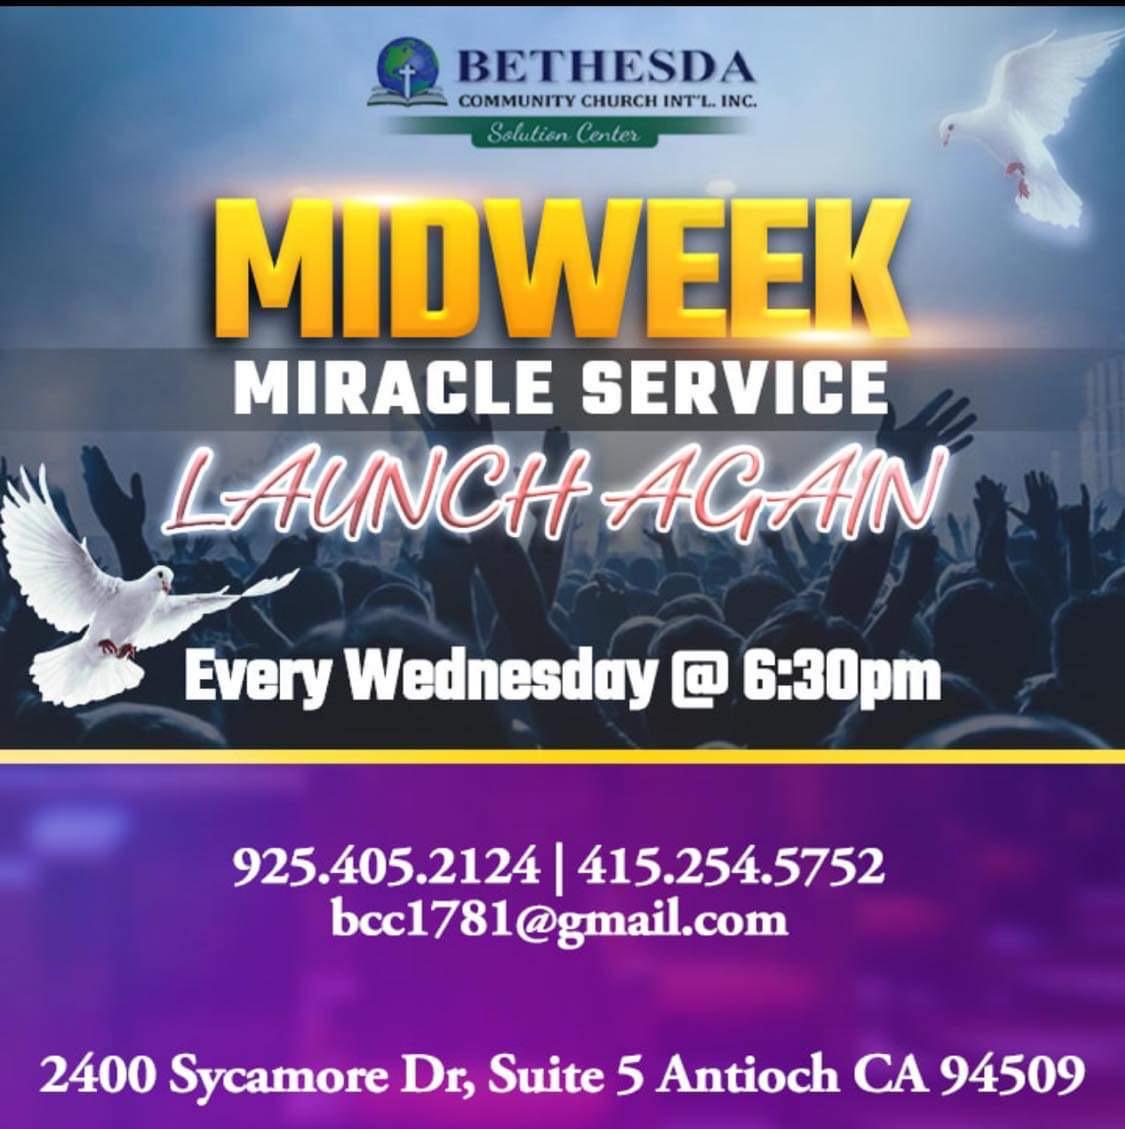 BETHESDA
COMMUNITY CHURCH INT'L. INC.
Solution Center
MIDWEEK
MIRACLE SERVICE
LAUNCH AGAIN
Every Wednesday @ 6:30pm
925.405.2124 | 415.254.5752
bcc1781@gmail.com
2400 Sycamore Dr, Suite 5 Antioch CA 94509